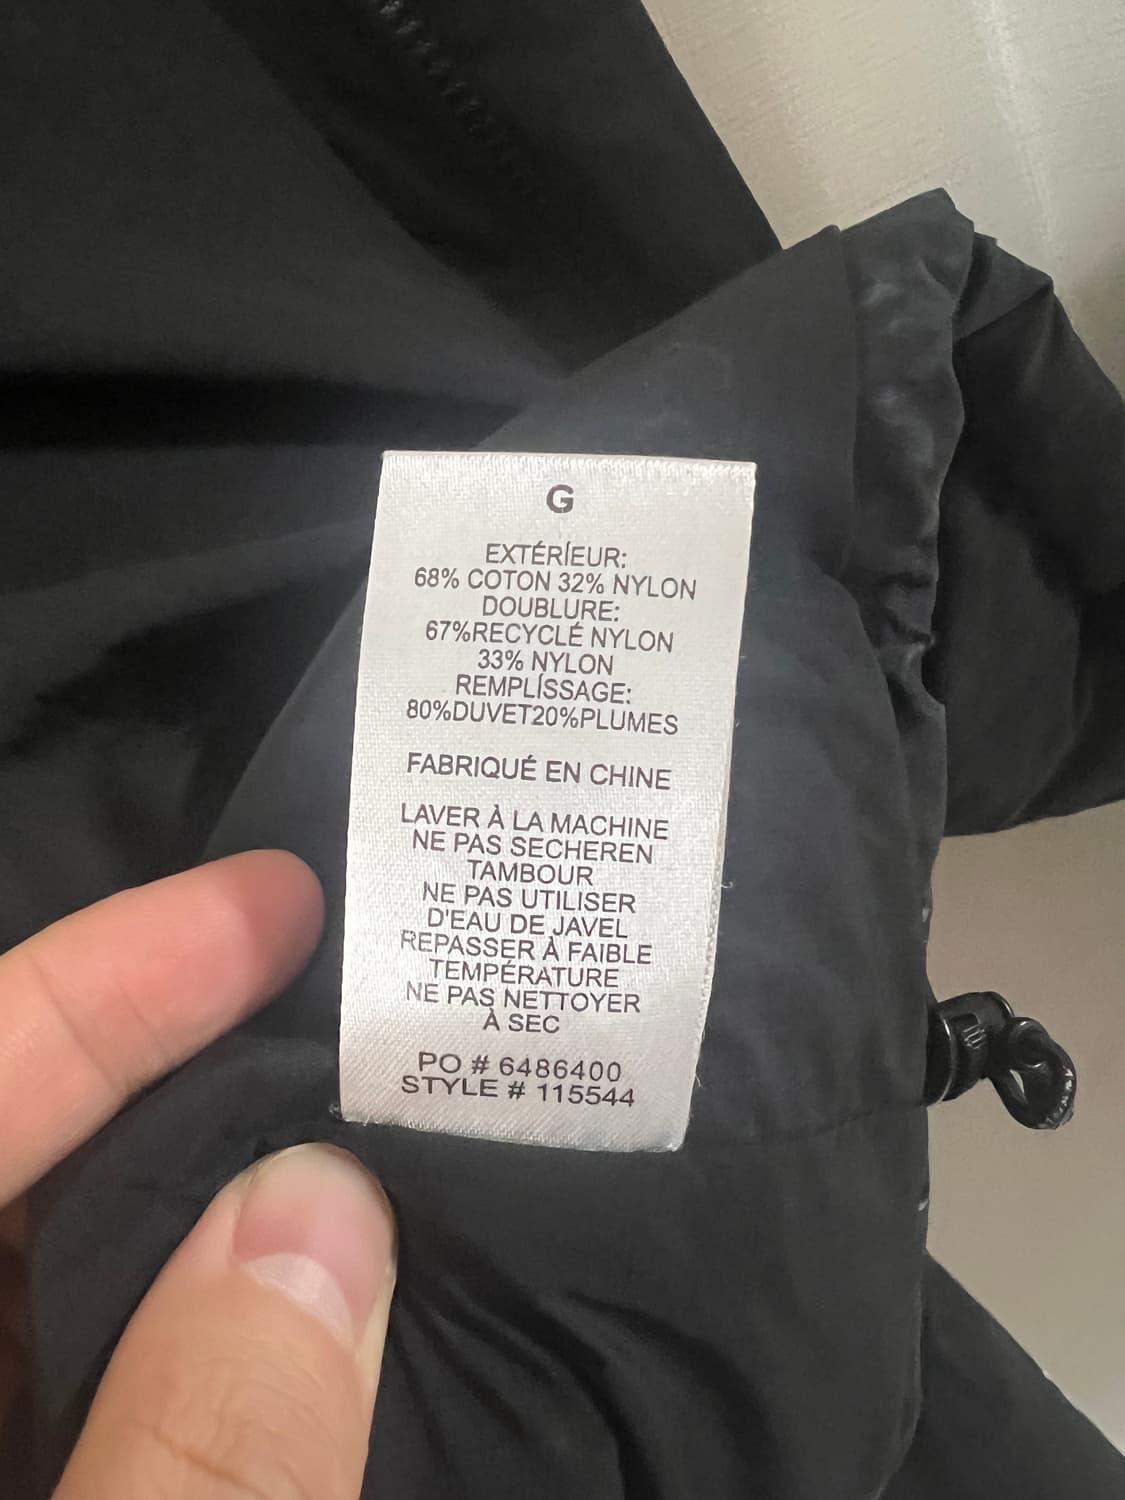 G
EXTÉRÍEUR:
68% COTON 32% NYLON
DOUBLURE:
67%RECYCLÉ NYLON
33% NYLON
REMPLÍSSAGE:
80%DUVET20%PLUMES
FABRIQUÉ EN CHINE
LAVER À LA MACHINE
NE PAS SECHEREN
TAMBOUR
NE PAS UTILISER
D'EAU DE JAVEL
REPASSER À FAIBLE
TEMPÉRATURE
NE PAS NETTOYER
À SEC
PO # 6486400
STYLE # 115544